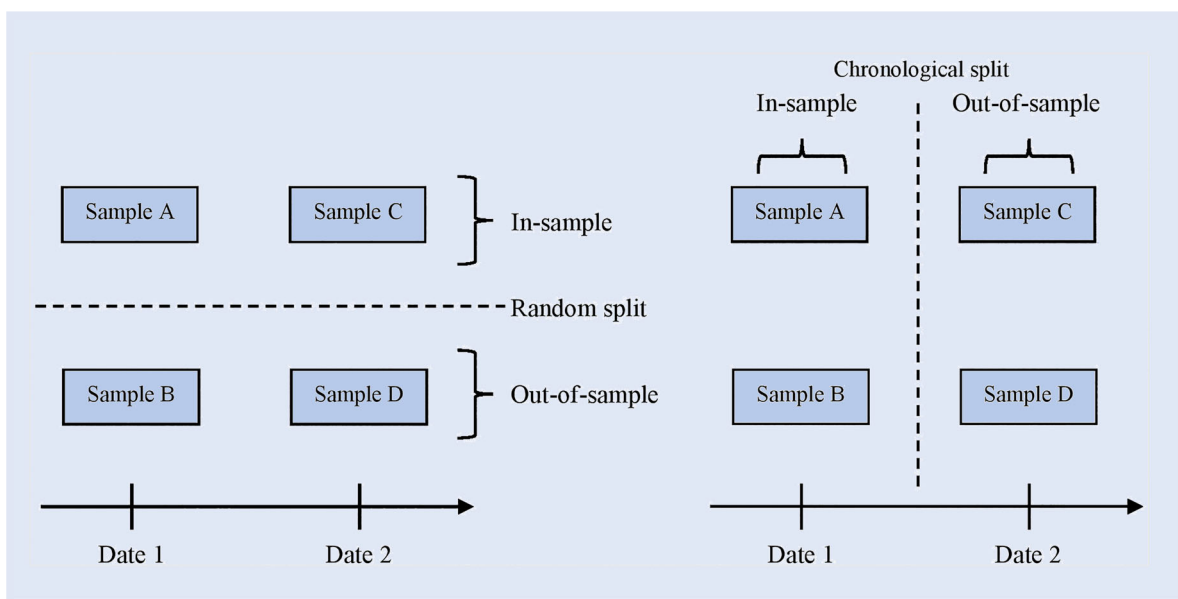 Sample A
Sample C
In-sample
Random split
Sample B
Sample D
Out-of-sample
Date 1
Date 2
Chronological split
In-sample
Out-of-sample
Sample A
Sample C
Sample B
Sample D
Date 1
Date 2